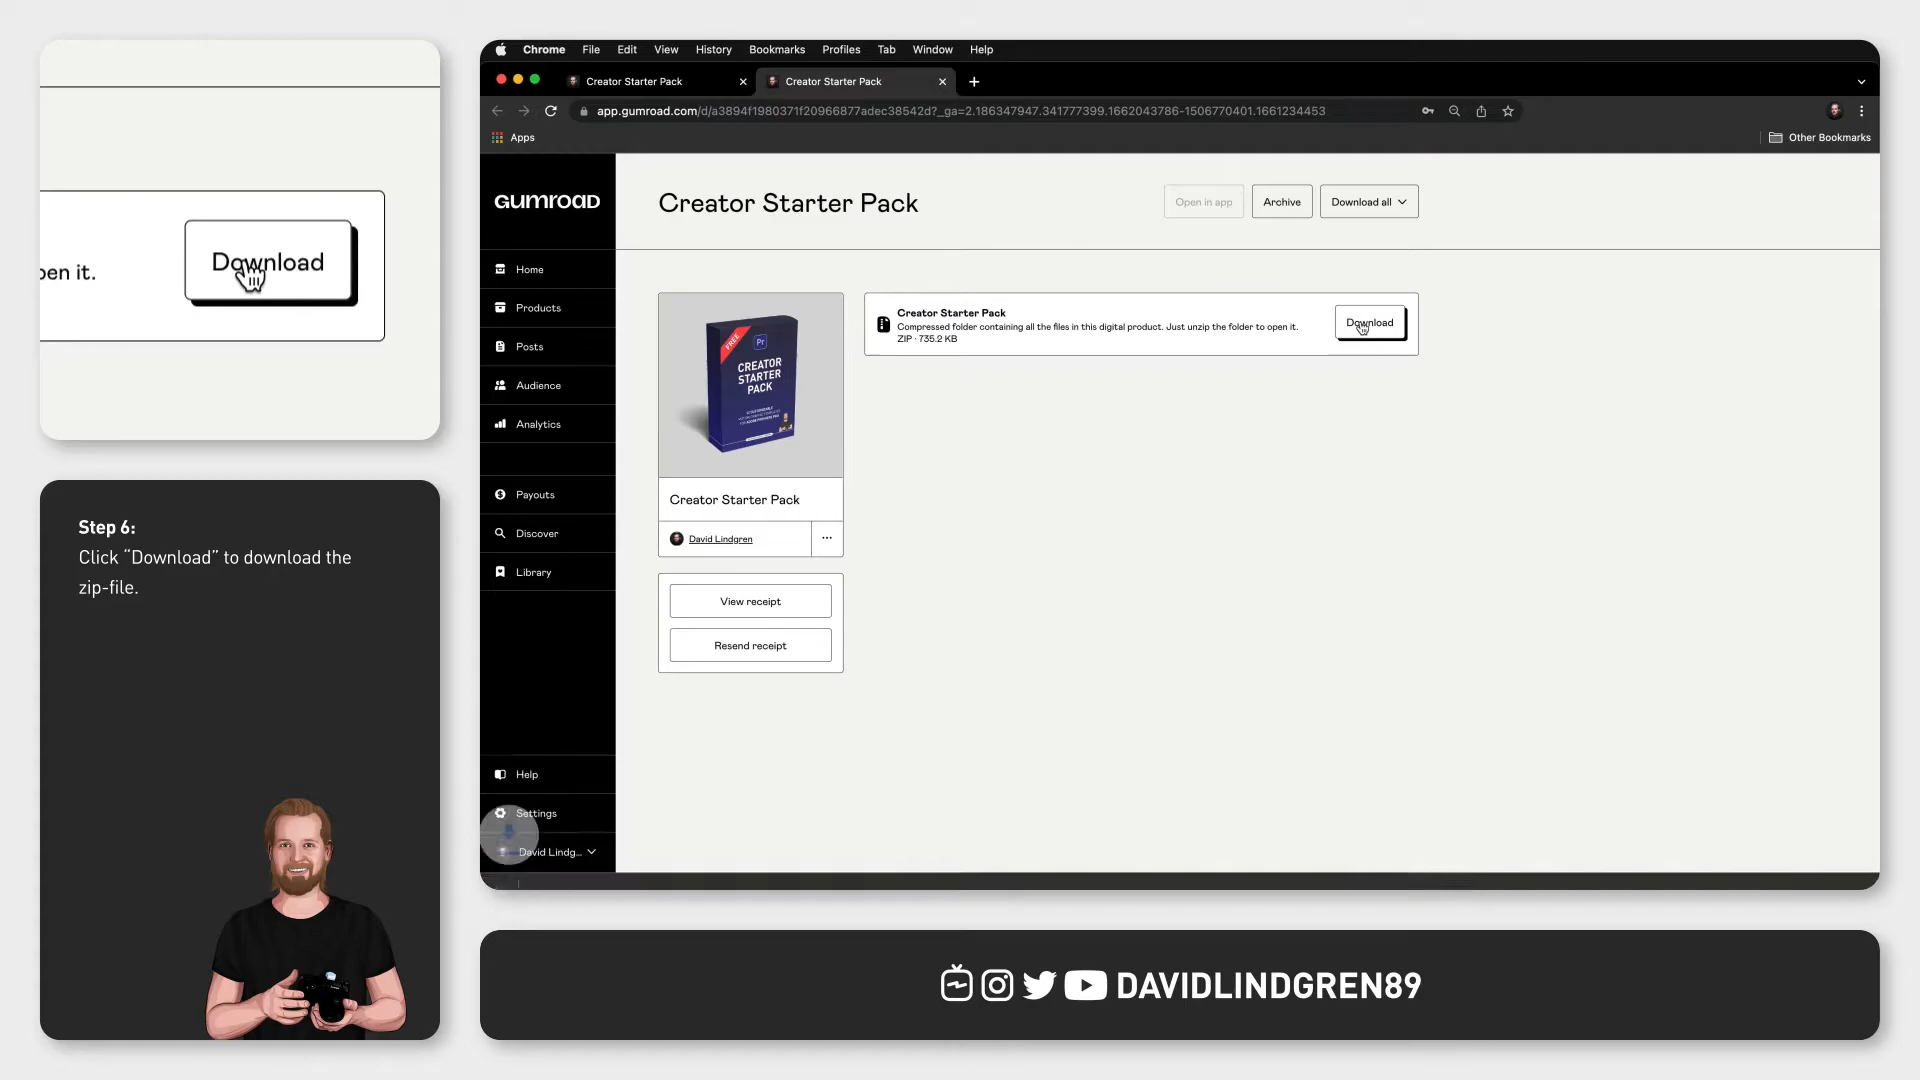 Download
pen it.
Step 6:
Click “Download” to download the
zip-file.
Chrome File Edit View History Bookmarks Profiles Tab Window Help
Creator Starter Pack
Creator Starter Pack
app.gumroad.com/d/a3894f1980371f20966877adec38542d?_ga=2.186347947.341777399.1662043786-1506770401.1661234453
Apps
Other Bookmarks
GUMROAD
Home
Products
Posts
Audience
Analytics
Payouts
Discover
Library
Help
Settings
David Lindg...
Creator Starter Pack
Open in app
Archive
Download all
FREE
Pr
CREATOR
STARTER
PACK
Creator Starter Pack
David Lindgren
View receipt
Resend receipt
Creator Starter Pack
Compressed folder containing all the files in this digital product. Just unzip the folder to open it.
ZIP · 735.2 KB
Download
DAVIDLINDGREN89